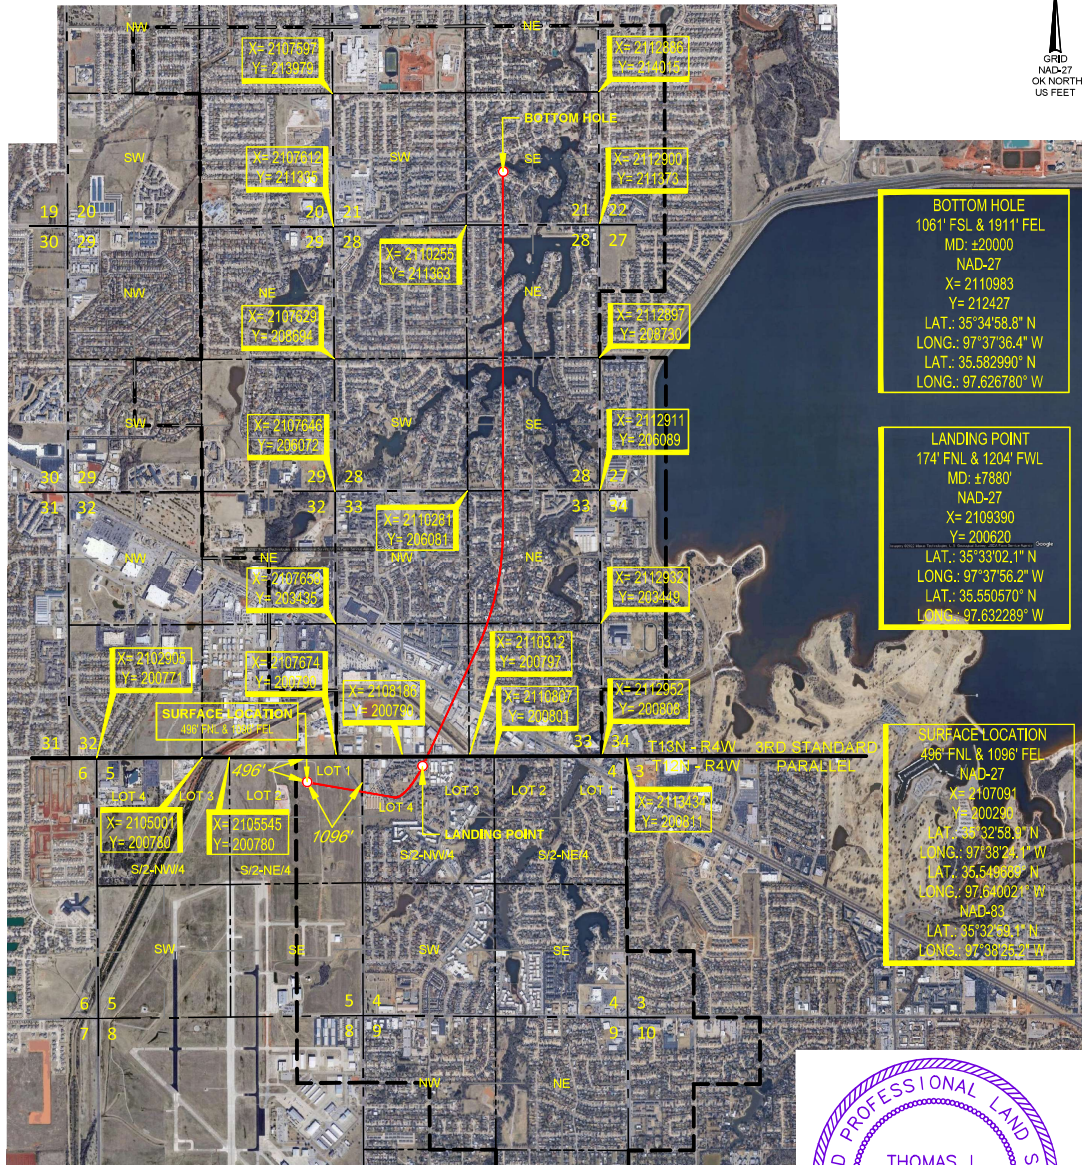 GRID
NAD-27
OK NORTH
US FEET
NW
NE
X= 2107597
Y= 213979
X= 2112886
Y= 214015
BOTTOM HOLE
SW
SW
SE
X= 2107612
Y= 211335
X= 2112900
Y= 211373
19 20
20 21
21 22
30 29
29 28
28 27
X= 2110255
Y= 211363
NW
NE
NE
X= 2107629
Y= 208694
X= 2112897
Y= 208730
SW
SW
SE
X= 2107646
Y= 206072
X= 2112911
Y= 206089
30 29
29 28
28 27
31 32
32 33
33 34
X= 2110281
Y= 206081
NW
NE
NW
NE
X= 2107658
Y= 203435
X= 2112932
Y= 203449
X= 2102905
Y= 200771
X= 2107674
Y= 200790
X= 2108186
Y= 200790
X= 2110312
Y= 200797
X= 2110807
Y= 200801
X= 2112952
Y= 200808
SURFACE LOCATION
496' FNL & 1096' FEL
31 32
33 34
T13N - R4W 3RD STANDARD
T12N - R4W PARALLEL
6 5
4 3
496'
LOT 1
LOT 4
LOT 3
LOT 2
LOT 4
LOT 3
LOT 2
LOT 1
1096'
LANDING POINT
X= 2105001
Y= 200780
X= 2105545
Y= 200780
X= 2113434
Y= 200811
S/2-NW/4
S/2-NE/4
S/2-NW/4
S/2-NE/4
SW
SE
SW
SE
6 5
5 4
4 3
7 8
8 9
9 10
NW
NE
BOTTOM HOLE
1061' FSL & 1911' FEL
MD: ±20000
NAD-27
X= 2110983
Y= 212427
LAT.: 35°34'58.8" N
LONG.: 97°37'36.4" W
LAT.: 35.582990° N
LONG.: 97.626780° W
LANDING POINT
174' FNL & 1204' FWL
MD: ±7880'
NAD-27
X= 2109390
Y= 200620
Google
LAT.: 35°33'02.1" N
LONG.: 97°37'56.2" W
LAT.: 35.550570° N
LONG.: 97.632289° W
SURFACE LOCATION
496' FNL & 1096' FEL
NAD-27
X= 2107091
Y= 200290
LAT.: 35°32'58.9" N
LONG.: 97°38'24.1" W
LAT.: 35.549689° N
LONG.: 97.640021° W
NAD-83
LAT.: 35°32'59.1" N
LONG.: 97°38'25.2" W
PROFESSIONAL LAND
THOMAS L